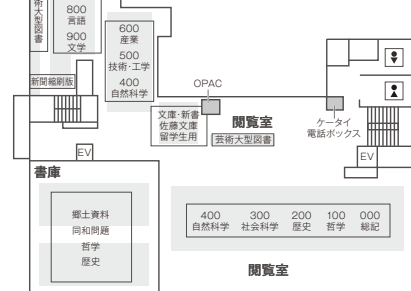 術大型図書
800
言語
900
文学
600
産業
500
技術・工学
400
自然科学
新聞縮刷版
OPAC
文庫・新書
佐藤文庫
留学生用
閲覧室
芸術大型図書
ケータイ
電話ボックス
EV
EV
書庫
郷土資料
同和問題
哲学
歴史
400
自然科学
300
社会科学
200
歴史
100
哲学
000
総記
閲覧室